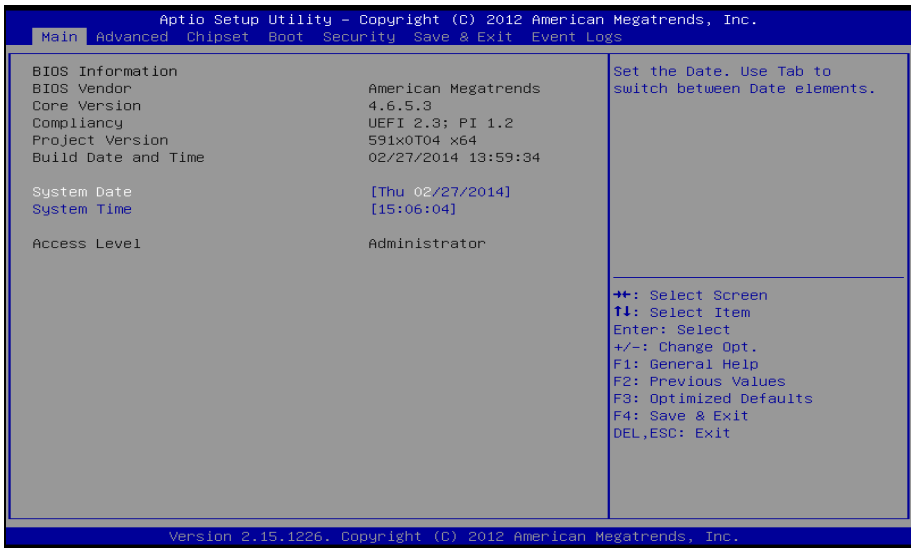 Aptio Setup Utility – Copyright (C) 2012 American Megatrends, Inc.
Main Advanced Chipset Boot Security Save & Exit Event Logs
BIOS Information
BIOS Vendor American Megatrends
Core Version 4.6.5.3
Compliancy UEFI 2.3; PI 1.2
Project Version 591x0T04 x64
Build Date and Time 02/27/2014 13:59:34
System Date [Thu 02/27/2014]
System Time [15:06:04]
Access Level Administrator
Set the Date. Use Tab to
switch between Date elements.
→←: Select Screen
↑↓: Select Item
Enter: Select
+/-: Change Opt.
F1: General Help
F2: Previous Values
F3: Optimized Defaults
F4: Save & Exit
DEL,ESC: Exit
Version 2.15.1226. Copyright (C) 2012 American Megatrends, Inc.